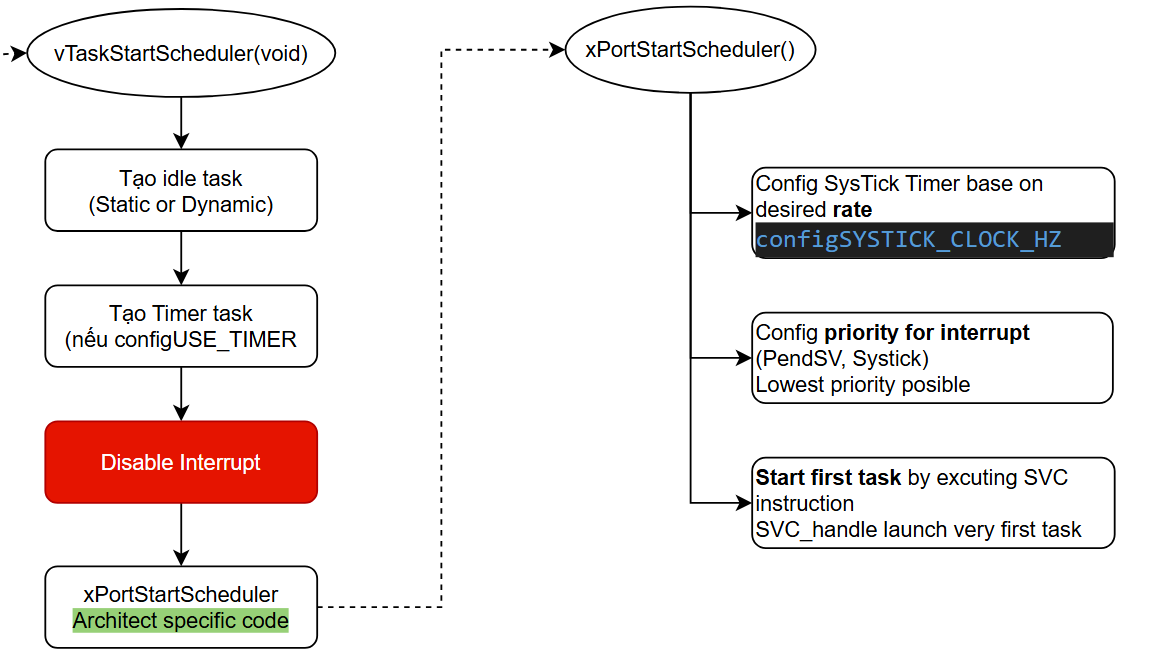 vTaskStartScheduler(void)
Tạo idle task
(Static or Dynamic)
Tạo Timer task
(nếu configUSE_TIMER
Disable Interrupt
xPortStartScheduler
Architect specific code
xPortStartScheduler()
Config SysTick Timer base on
desired rate
configSYSTICK_CLOCK_HZ
Config priority for interrupt
(PendSV, Systick)
Lowest priority posible
Start first task by excuting SVC
instruction
SVC_handle launch very first task